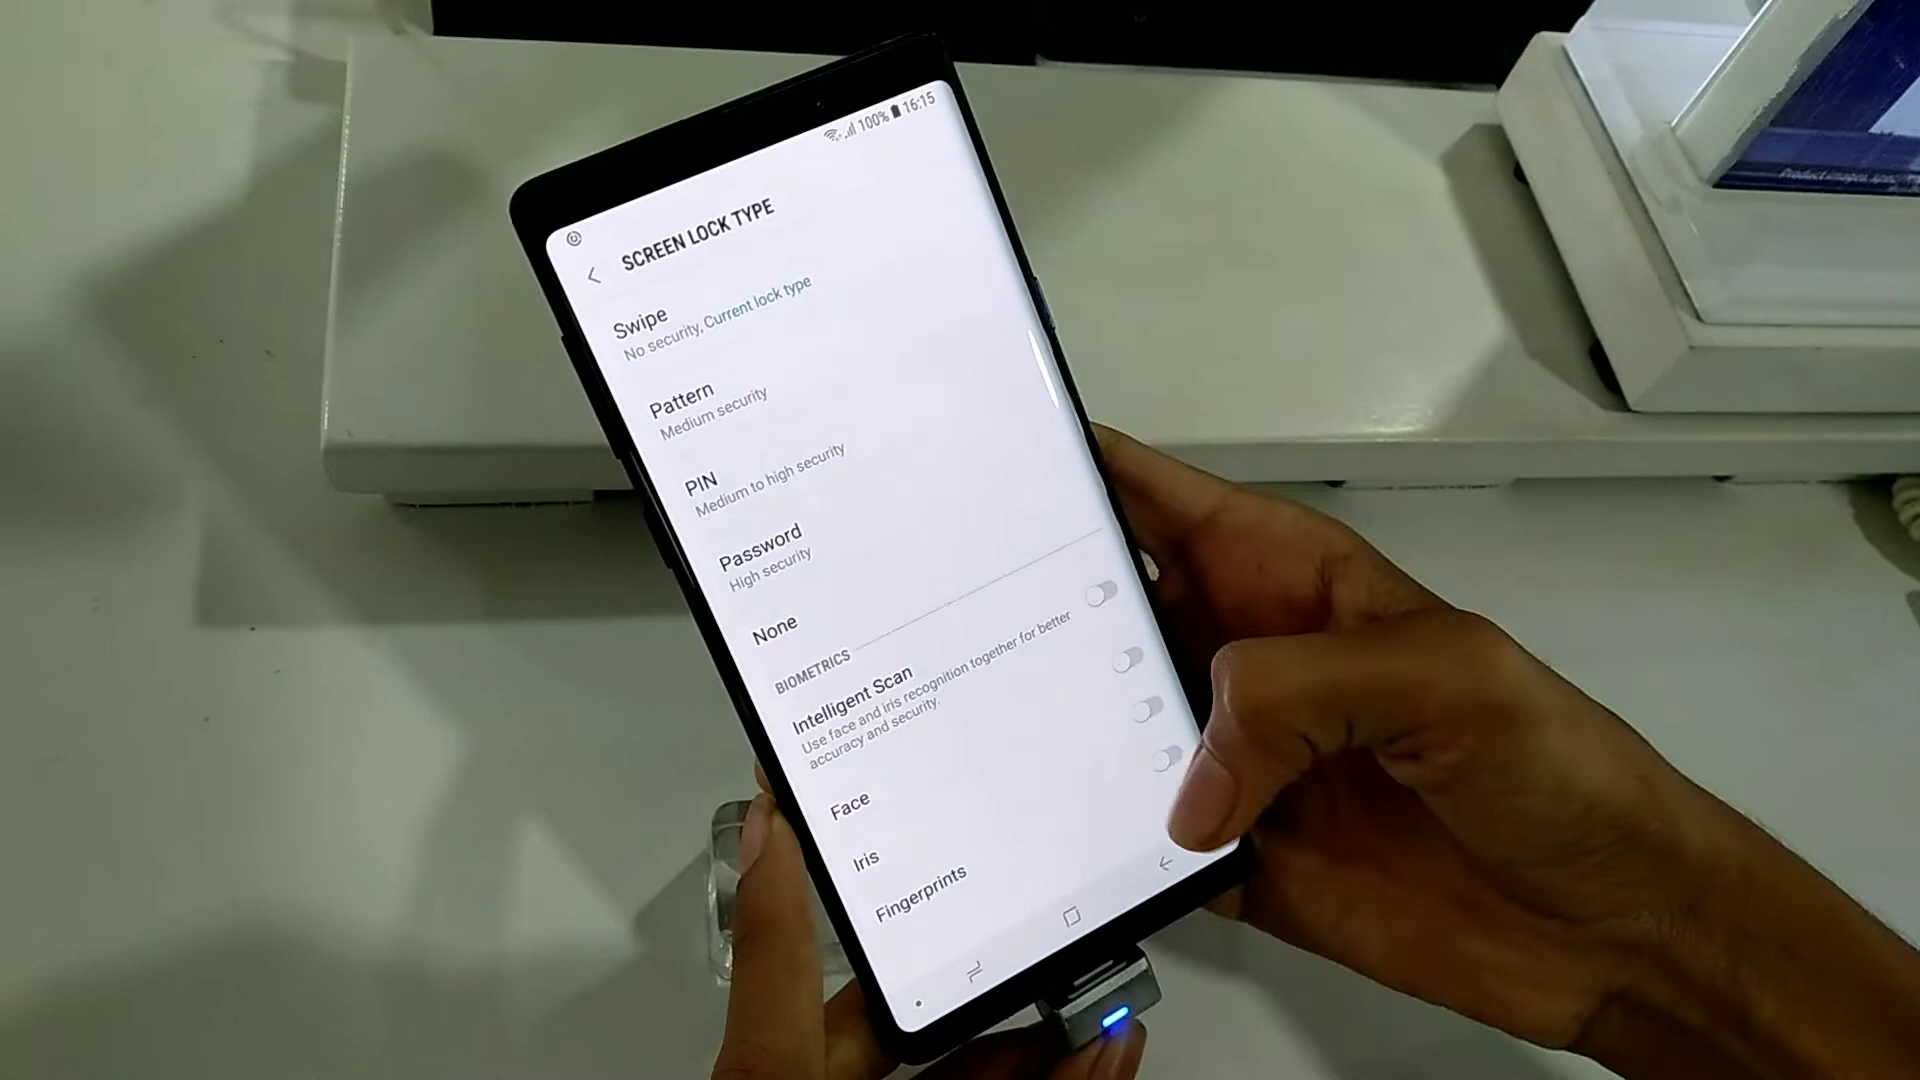 100% 16:15
SCREEN LOCK TYPE
Swipe
No security, Current lock type
Pattern
Medium security
PIN
Medium to high security
Password
High security
None
BIOMETRICS
Intelligent Scan
Use face and iris recognition together for better
accuracy and security.
Face
Iris
Fingerprints
Product images,